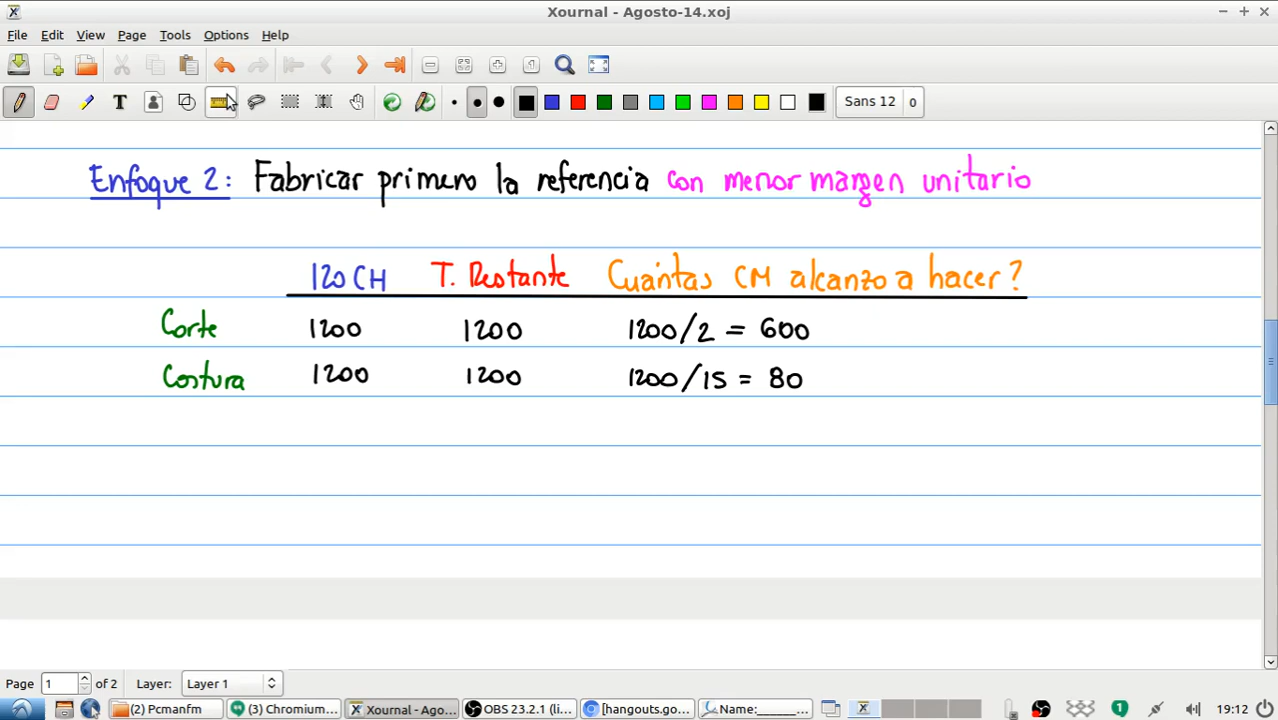 Xournal - Agosto-14.xoj
File Edit View Page Tools Options Help
Sans 12 0
Enfoque 2: Fabricar primero la referencia con menor margen unitario
120 CH T. Restante Cuántas CM alcanzo a hacer?
Corte 1200 1200 1200/2 = 600
Costura 1200 1200 1200/15 = 80
Page 1 of 2 Layer: Layer 1
(2) Pcmanfm (3) Chromium... Xournal - Ago... OBS 23.2.1 (li... [hangouts.go... Name:______... 1 19:12